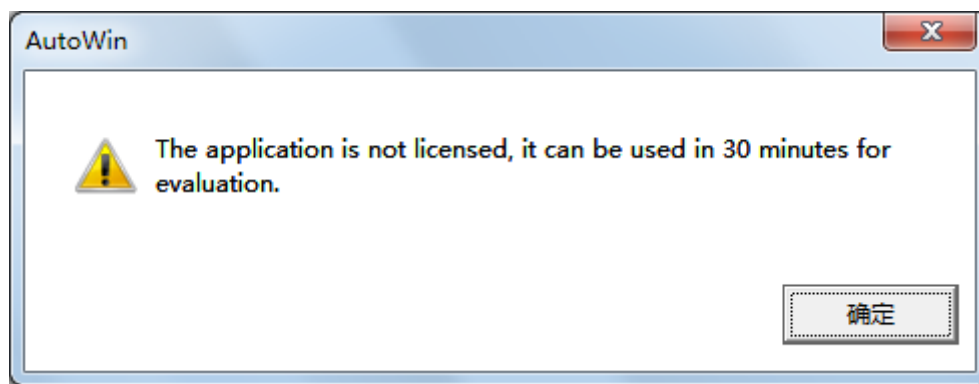 AutoWin
The application is not licensed, it can be used in 30 minutes for
evaluation.
确定